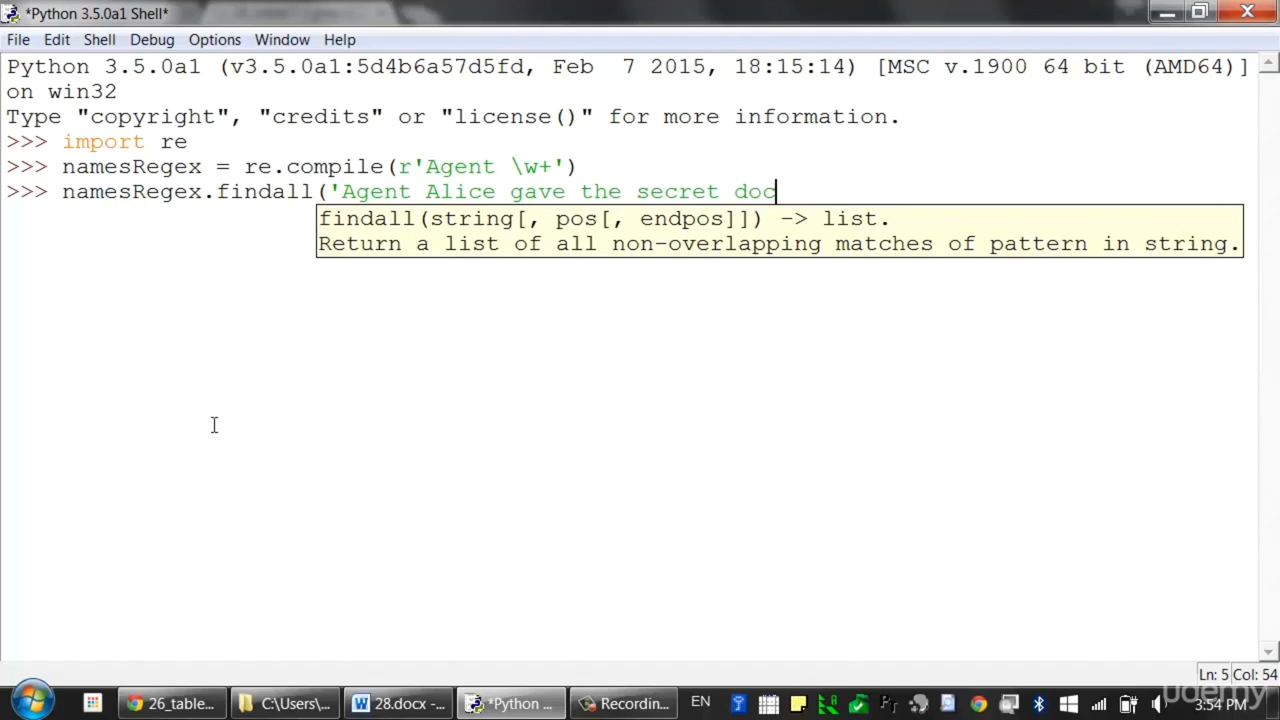 *Python 3.5.0a1 Shell*
File Edit Shell Debug Options Window Help
Python 3.5.0a1 (v3.5.0a1:5d4b6a57d5fd, Feb  7 2015, 18:15:14) [MSC v.1900 64 bit (AMD64)]
on win32
Type "copyright", "credits" or "license()" for more information.
>>> import re
>>> namesRegex = re.compile(r'Agent \w+')
>>> namesRegex.findall('Agent Alice gave the secret doc
findall(string[, pos[, endpos]]) -> list.
Return a list of all non-overlapping matches of pattern in string.
Ln: 5 Col: 54
26_table... C:\Users\... 28.docx -... *Python ... Recordin... EN 3:54 PM
udemy